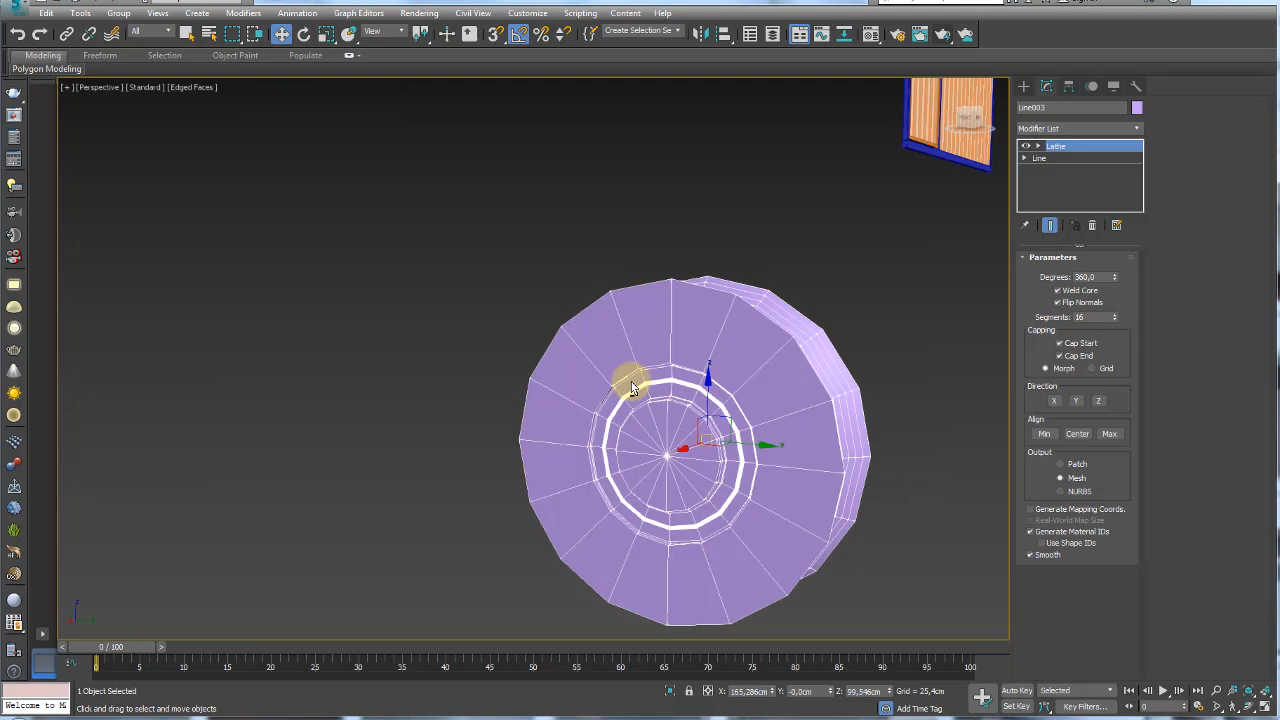 Edit Tools Group Views Create Modifiers Animation Graph Editors Rendering Civil View Customize Scripting Content Help
All View Create Selection Se
Modeling Freeform Selection Object Paint Populate
Polygon Modeling
[+] [Perspective] [Standard] [Edged Faces]
Line003
Modifier List
Lathe
Line
Parameters
Degrees: 360,0
Weld Core
Flip Normals
Segments: 16
Capping
Cap Start
Cap End
Morph Grid
Direction
X Y Z
Align
Min Center Max
Output
Patch
Mesh
NURBS
Generate Mapping Coords.
Real-World Map Size
Generate Material IDs
Use Shape IDs
Smooth
0 / 100
0 5 10 15 20 25 30 35 40 45 50 55 60 65 70 75 80 85 90 95 100
1 Object Selected X: 165,286cm Y: -0,0cm Z: 99,546cm Grid = 25,4cm Auto Key Selected
Welcome to M Click and drag to select and move objects Add Time Tag Set Key Key Filters... 0